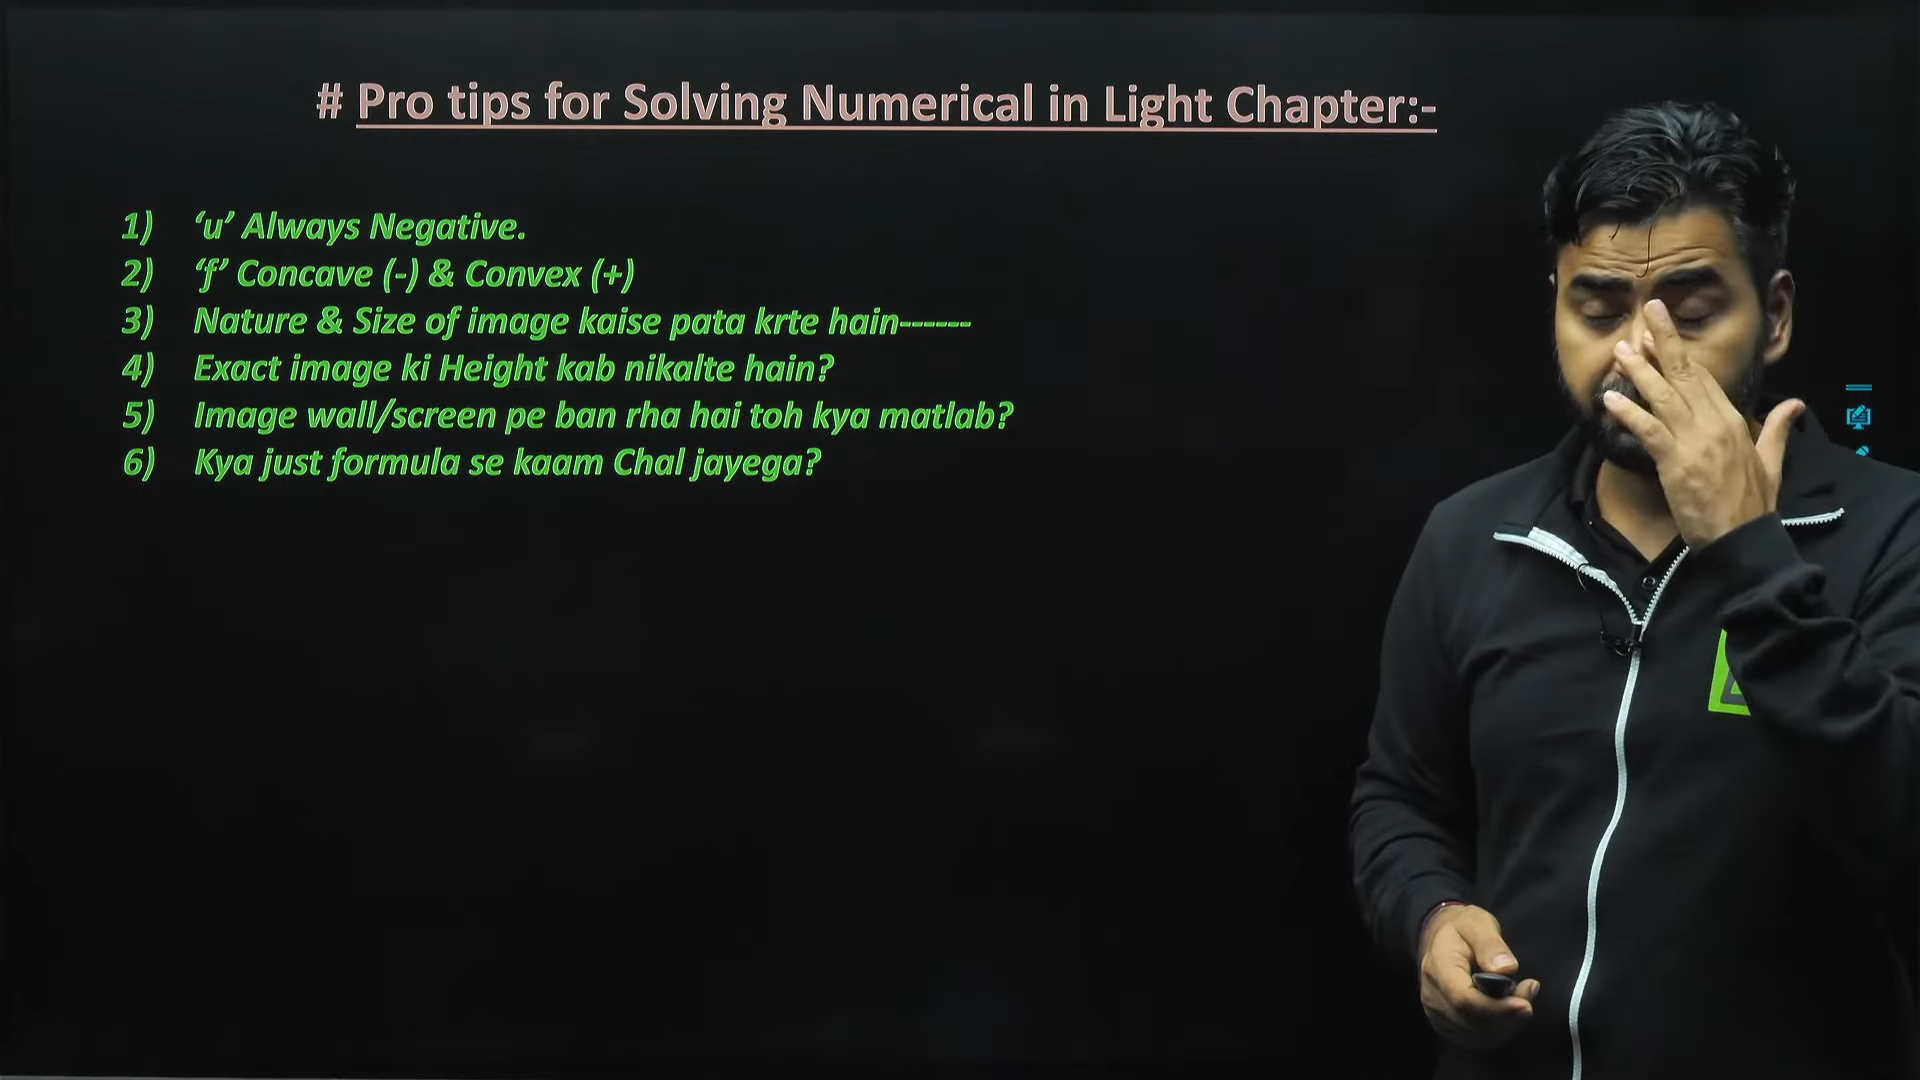 # Pro tips for Solving Numerical in Light Chapter:-
1) ‘u’ Always Negative.
2) ‘f’ Concave (-) & Convex (+)
3) Nature & Size of image kaise pata krte hain------
4) Exact image ki Height kab nikalte hain?
5) Image wall/screen pe ban rha hai toh kya matlab?
6) Kya just formula se kaam Chal jayega?